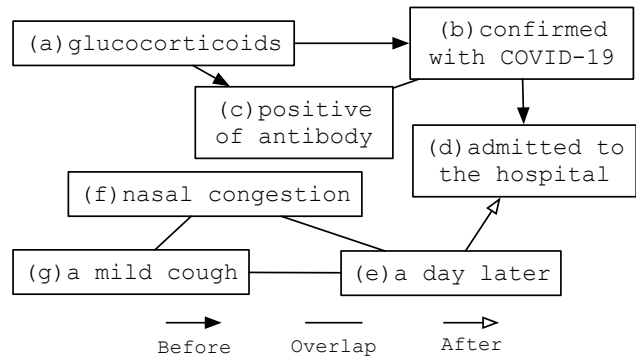 (a)glucocorticoids
(b)confirmed
with COVID-19
(c)positive
of antibody
(d)admitted to
the hospital
(f)nasal congestion
(g)a mild cough
(e)a day later
Before
Overlap
After